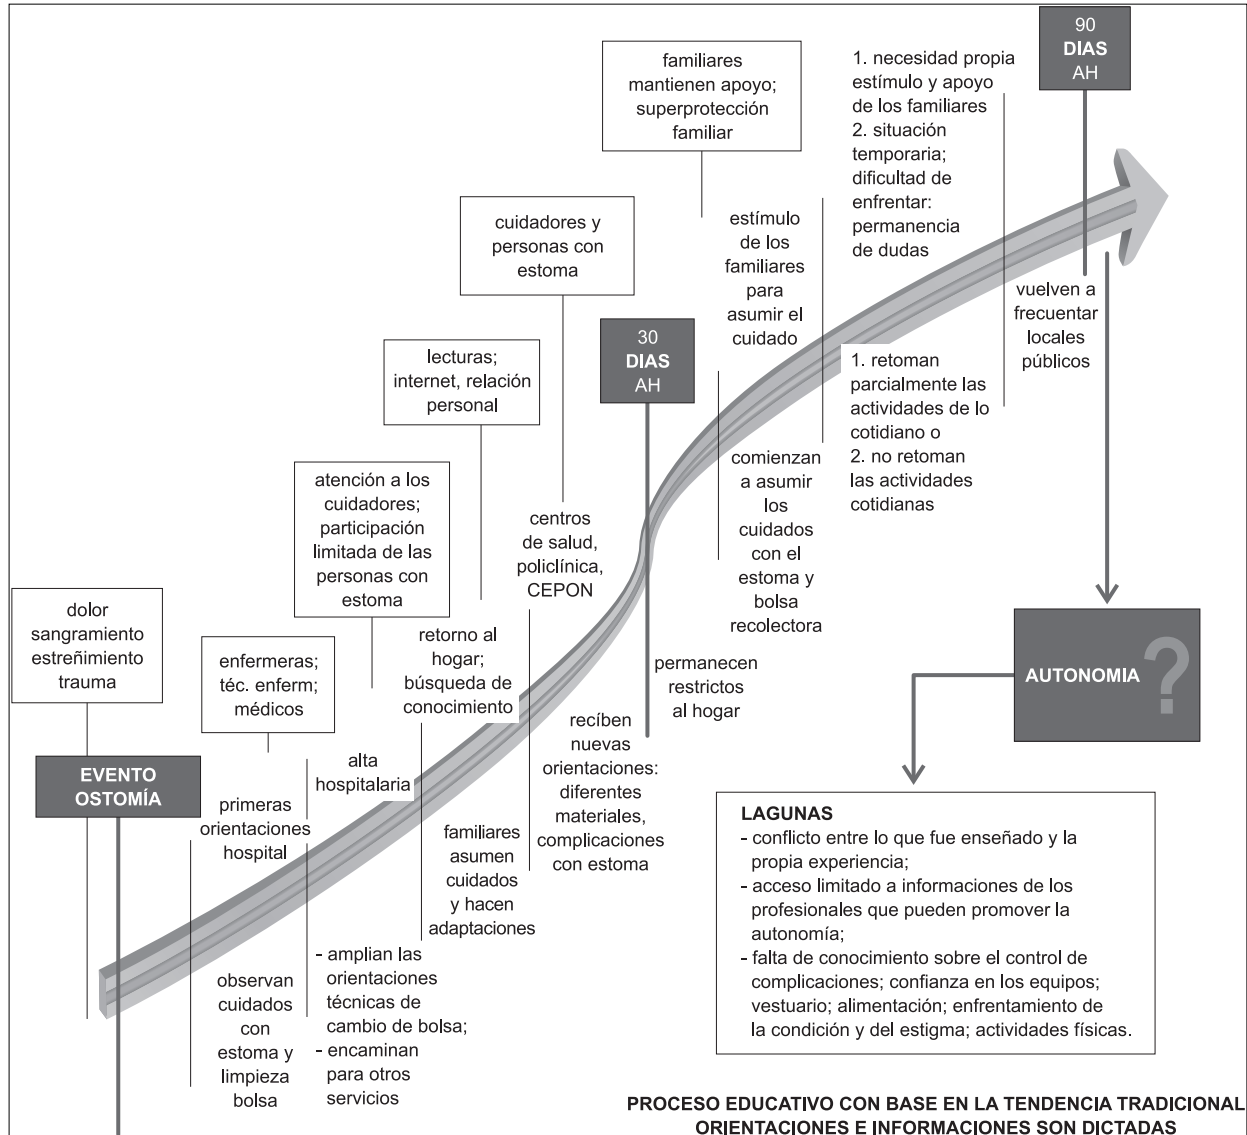 90
DIAS
AH
familiares
mantienen apoyo;
superprotección
familiar
1. necesidad propia
estímulo y apoyo
de los familiares
2. situación
temporaria;
dificultad de
enfrentar:
permanencia
de dudas
cuidadores y
personas con
estoma
estímulo
de los
familiares
para
asumir el
cuidado
vuelven a
frecuentar
locales
públicos
30
DIAS
AH
lecturas;
internet, relación
personal
1. retoman
parcialmente las
actividades de lo
cotidiano o
2. no retoman
las actividades
cotidianas
comienzan
a asumir
los
cuidados
con el
estoma y
bolsa
recolectora
atención a los
cuidadores;
participación
limitada de las
personas con
estoma
centros
de salud,
policlínica,
CEPON
dolor
sangramiento
estreñimiento
trauma
enfermeras;
téc. enferm;
médicos
retorno al
hogar;
búsqueda de
conocimiento
permanecen
restrictos
al hogar
AUTONOMIA ?
recíben
nuevas
orientaciones:
diferentes
materiales,
complicaciones
con estoma
EVENTO
OSTOMÍA
alta
hospitalaria
primeras
orientaciones
hospital
familiares
asumen
cuidados
y hacen
adaptaciones
LAGUNAS
- conflicto entre lo que fue enseñado y la
propia experiencia;
- acceso limitado a informaciones de los
profesionales que pueden promover la
autonomía;
- falta de conocimiento sobre el control de
complicaciones; confianza en los equipos;
vestuario; alimentación; enfrentamiento de
la condición y del estigma; actividades físicas.
observan
cuidados
con
estoma y
limpieza
bolsa
- amplian las
orientaciones
técnicas de
cambio de bolsa;
- encaminan
para otros
servicios
PROCESO EDUCATIVO CON BASE EN LA TENDENCIA TRADICIONAL
ORIENTACIONES E INFORMACIONES SON DICTADAS